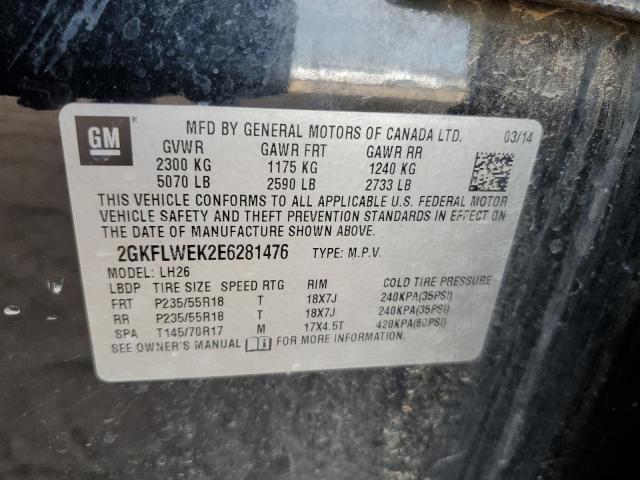 GM
MFD BY GENERAL MOTORS OF CANADA LTD. 03/14
GVWR GAWR FRT GAWR RR
2300 KG 1175 KG 1240 KG
5070 LB 2590 LB 2733 LB
THIS VEHICLE CONFORMS TO ALL APPLICABLE U.S. FEDERAL MOTOR
VEHICLE SAFETY AND THEFT PREVENTION STANDARDS IN EFFECT ON
THE DATE OF MANUFACTURE SHOWN ABOVE.
2GKFLWEK2E6281476 TYPE: M.P.V.
MODEL: LH26
LBDP TIRE SIZE SPEED RTG RIM COLD TIRE PRESSURE
FRT P235/55R18 T 18X7J 240KPA(35PSI)
RR P235/55R18 T 18X7J 240KPA(35PSI)
SPA T145/70R17 M 17X4.5T 420KPA(60PSI)
SEE OWNER'S MANUAL FOR MORE INFORMATION.